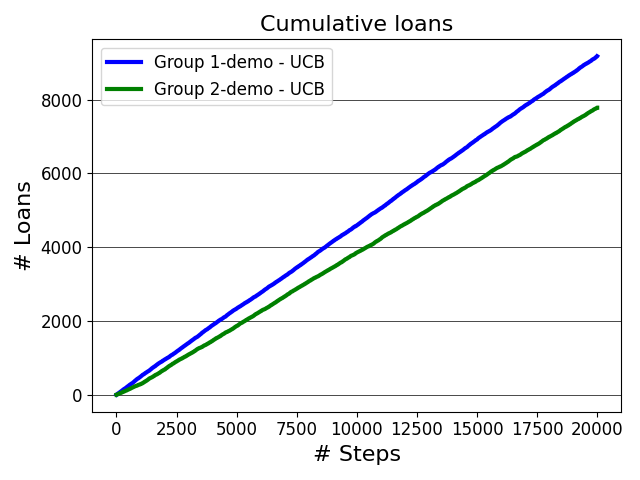 Cumulative loans
Group 1-demo - UCB
Group 2-demo - UCB
# Loans
8000
6000
4000
2000
0
0 2500 5000 7500 10000 12500 15000 17500 20000
# Steps